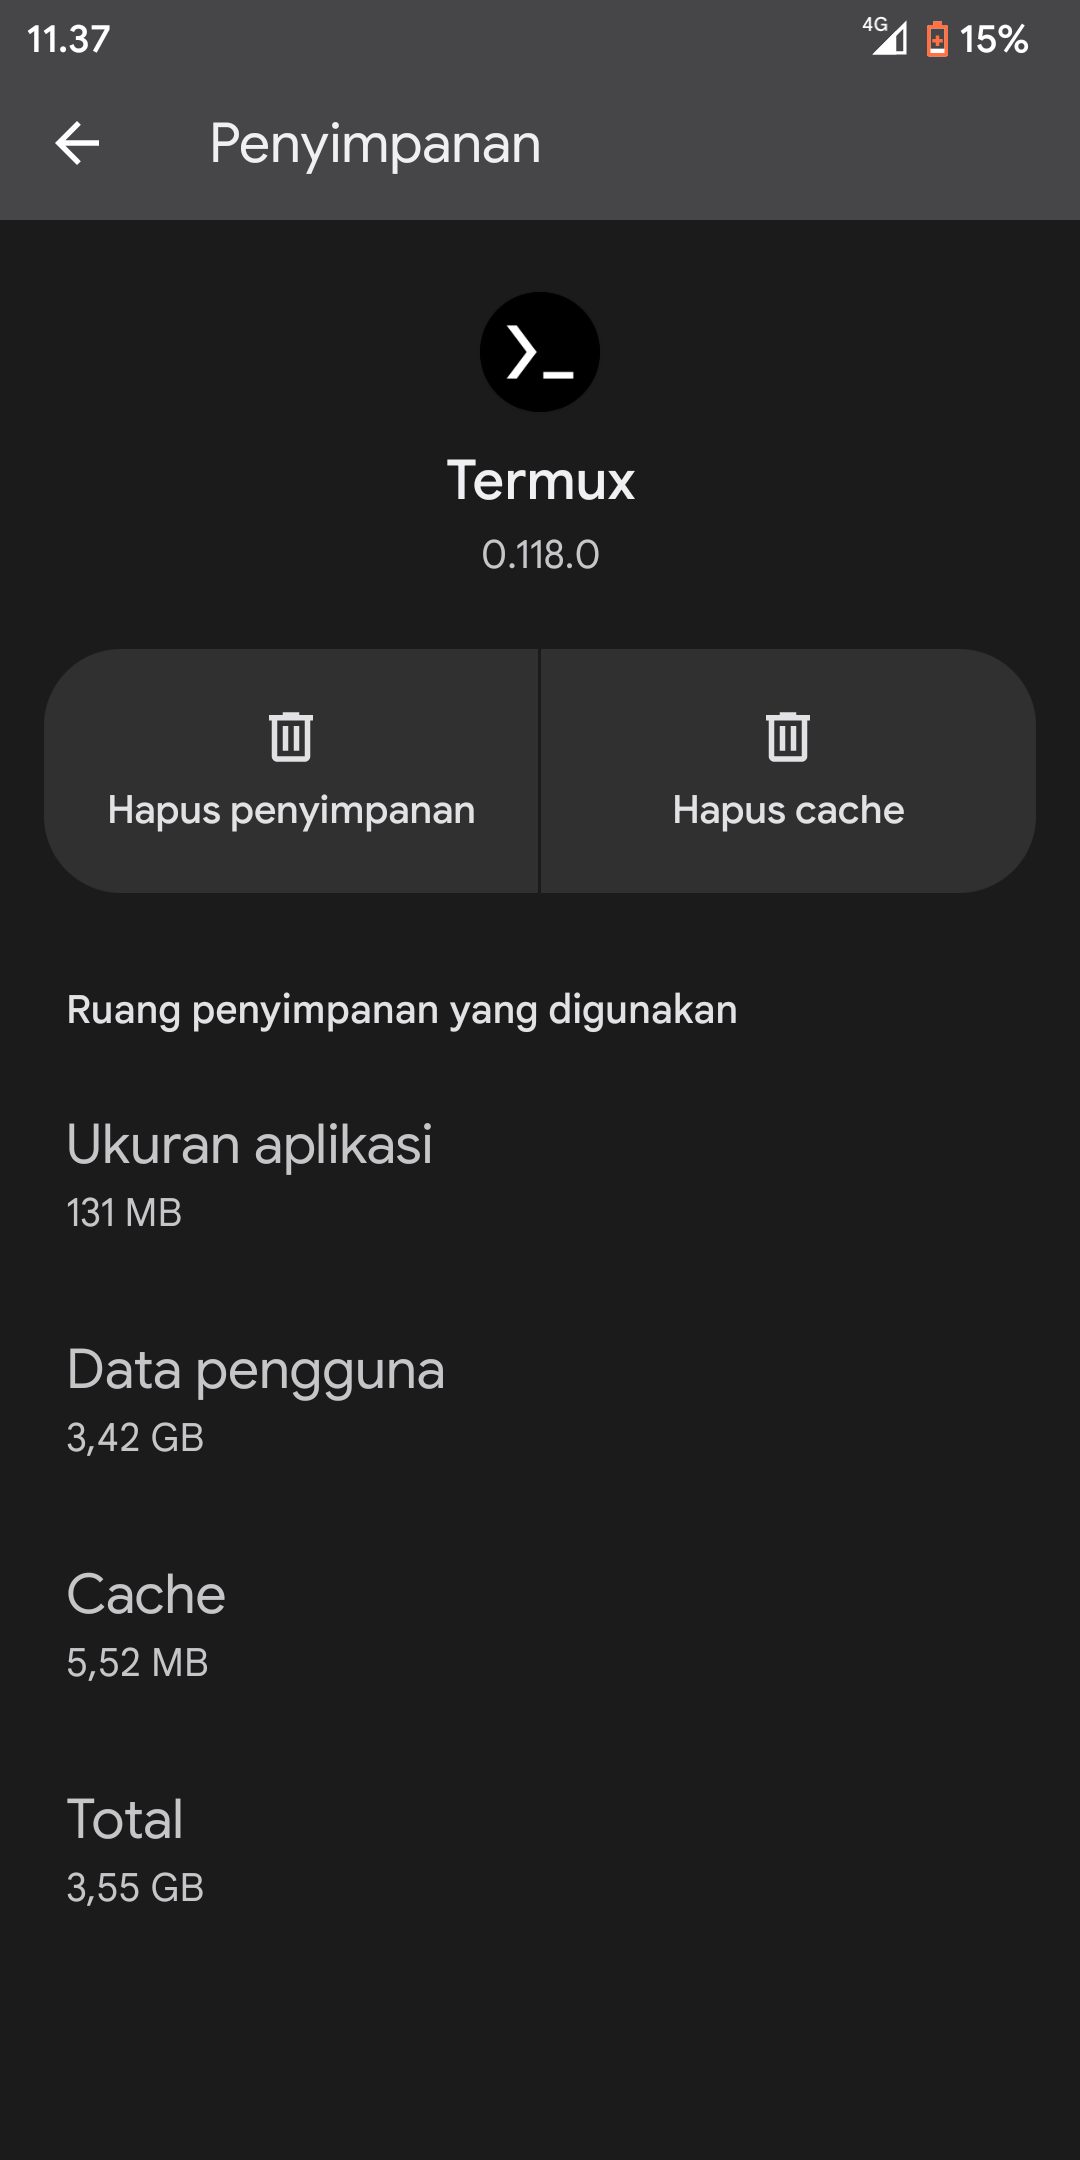 11.37
4G 15%
Penyimpanan
Termux
0.118.0
Hapus penyimpanan
Hapus cache
Ruang penyimpanan yang digunakan
Ukuran aplikasi
131 MB
Data pengguna
3,42 GB
Cache
5,52 MB
Total
3,55 GB